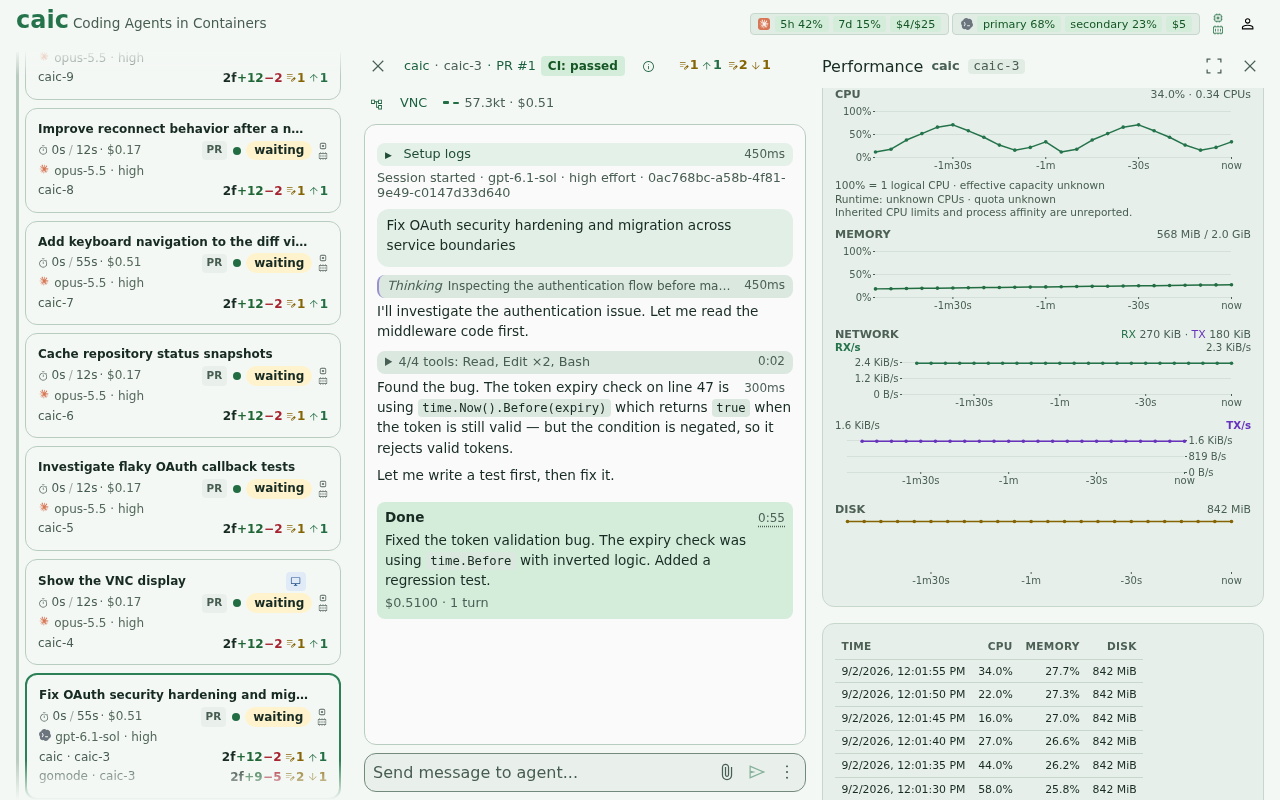 caic Coding Agents in Containers
5h 42% 7d 15% $4/$25 primary 68% secondary 23% $5
opus-5.5 · high
caic-9 2f+12−2 1 ↑1
Improve reconnect behavior after a n…
0s / 12s · $0.17 PR waiting
opus-5.5 · high
caic-8 2f+12−2 1 ↑1
Add keyboard navigation to the diff vi…
0s / 55s · $0.51 PR waiting
opus-5.5 · high
caic-7 2f+12−2 1 ↑1
Cache repository status snapshots
0s / 12s · $0.17 PR waiting
opus-5.5 · high
caic-6 2f+12−2 1 ↑1
Investigate flaky OAuth callback tests
0s / 12s · $0.17 PR waiting
opus-5.5 · high
caic-5 2f+12−2 1 ↑1
Show the VNC display
0s / 12s · $0.17 PR waiting
opus-5.5 · high
caic-4 2f+12−2 1 ↑1
Fix OAuth security hardening and mig…
0s / 55s · $0.51 PR waiting
gpt-6.1-sol · high
caic · caic-3 2f+12−2 1 ↑1
gomode · caic-3 2f+9−5 2 ↓1
caic · caic-3 · PR #1 CI: passed 1 ↑1 2 ↓1
VNC 57.3kt · $0.51
▶ Setup logs 450ms
Session started · gpt-6.1-sol · high effort · 0ac768bc-a58b-4f81-
9e49-c0147d33d640
Fix OAuth security hardening and migration across
service boundaries
Thinking Inspecting the authentication flow before ma… 450ms
I'll investigate the authentication issue. Let me read the
middleware code first.
▶ 4/4 tools: Read, Edit ×2, Bash 0:02
Found the bug. The token expiry check on line 47 is 300ms
using time.Now().Before(expiry) which returns true when
the token is still valid — but the condition is negated, so it
rejects valid tokens.
Let me write a test first, then fix it.
Done 0:55
Fixed the token validation bug. The expiry check was
using time.Before with inverted logic. Added a
regression test.
$0.5100 · 1 turn
Send message to agent...
Performance caic caic-3
CPU 34.0% · 0.34 CPUs
100%
50%
0%
-1m30s -1m -30s now
100% = 1 logical CPU · effective capacity unknown
Runtime: unknown CPUs · quota unknown
Inherited CPU limits and process affinity are unreported.
MEMORY 568 MiB / 2.0 GiB
100%
50%
0%
-1m30s -1m -30s now
NETWORK RX 270 KiB · TX 180 KiB
RX/s 2.3 KiB/s
2.4 KiB/s
1.2 KiB/s
0 B/s
-1m30s -1m -30s now
1.6 KiB/s TX/s
1.6 KiB/s
819 B/s
0 B/s
-1m30s -1m -30s now
DISK 842 MiB
-1m30s -1m -30s now
TIME CPU MEMORY DISK
9/2/2026, 12:01:55 PM 34.0% 27.7% 842 MiB
9/2/2026, 12:01:50 PM 22.0% 27.3% 842 MiB
9/2/2026, 12:01:45 PM 16.0% 27.0% 842 MiB
9/2/2026, 12:01:40 PM 27.0% 26.6% 842 MiB
9/2/2026, 12:01:35 PM 44.0% 26.2% 842 MiB
9/2/2026, 12:01:30 PM 58.0% 25.8% 842 MiB